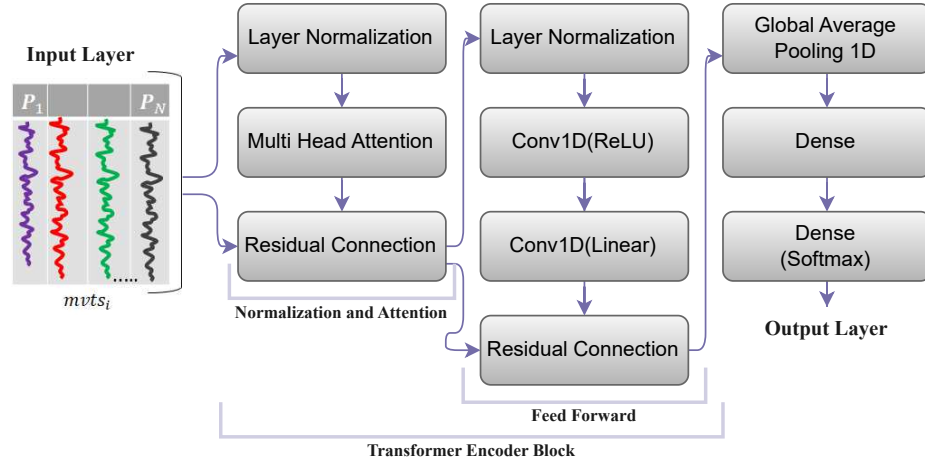 Input Layer
P1
PN
.....
mvtsi
Layer Normalization
Multi Head Attention
Residual Connection
Normalization and Attention
Layer Normalization
Conv1D(ReLU)
Conv1D(Linear)
Residual Connection
Feed Forward
Transformer Encoder Block
Global Average
Pooling 1D
Dense
Dense
(Softmax)
Output Layer